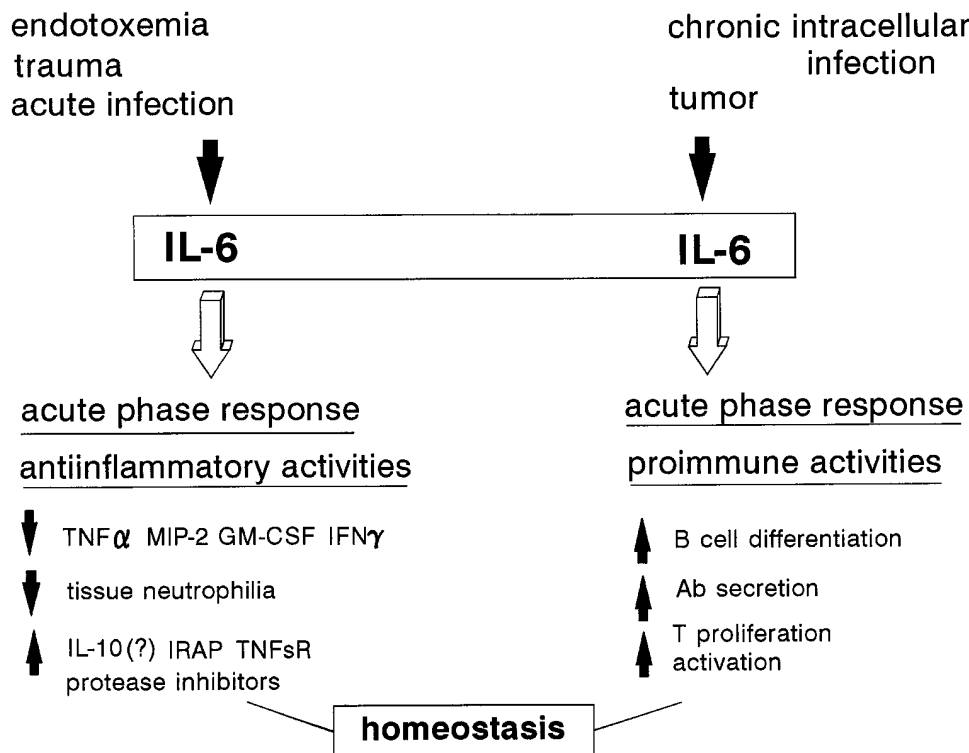 endotoxemia
trauma
acute infection
chronic intracellular
infection
tumor
IL-6
IL-6
acute phase response
antiinflammatory activities
TNFα MIP-2 GM-CSF IFNγ
tissue neutrophilia
IL-10(?) IRAP TNFsR
protease inhibitors
acute phase response
proimmune activities
B cell differentiation
Ab secretion
T proliferation
activation
homeostasis